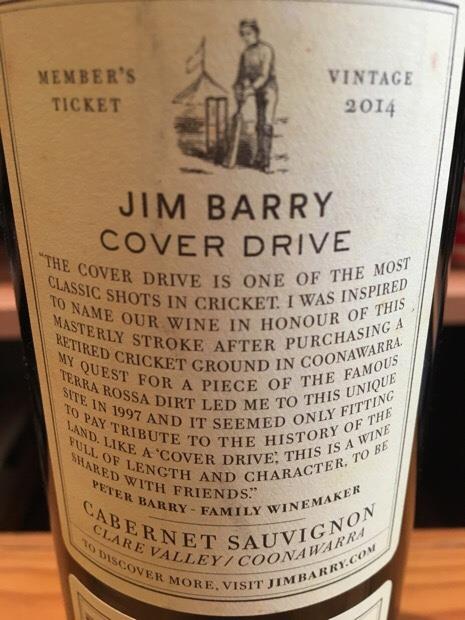 MEMBER'S TICKET
VINTAGE 2014
JIM BARRY
COVER DRIVE
"THE COVER DRIVE IS ONE OF THE MOST
CLASSIC SHOTS IN CRICKET. I WAS INSPIRED
TO NAME OUR WINE IN HONOUR OF THIS
MASTERLY STROKE AFTER PURCHASING A
RETIRED CRICKET GROUND IN COONAWARRA.
MY QUEST FOR A PIECE OF THE FAMOUS
TERRA ROSSA DIRT LED ME TO THIS UNIQUE
SITE IN 1997 AND IT SEEMED ONLY FITTING
TO PAY TRIBUTE TO THE HISTORY OF THE
LAND. LIKE A 'COVER DRIVE', THIS IS A WINE
FULL OF LENGTH AND CHARACTER, TO BE
SHARED WITH FRIENDS."
PETER BARRY - FAMILY WINEMAKER
CABERNET SAUVIGNON
CLARE VALLEY / COONAWARRA
TO DISCOVER MORE, VISIT JIMBARRY.COM